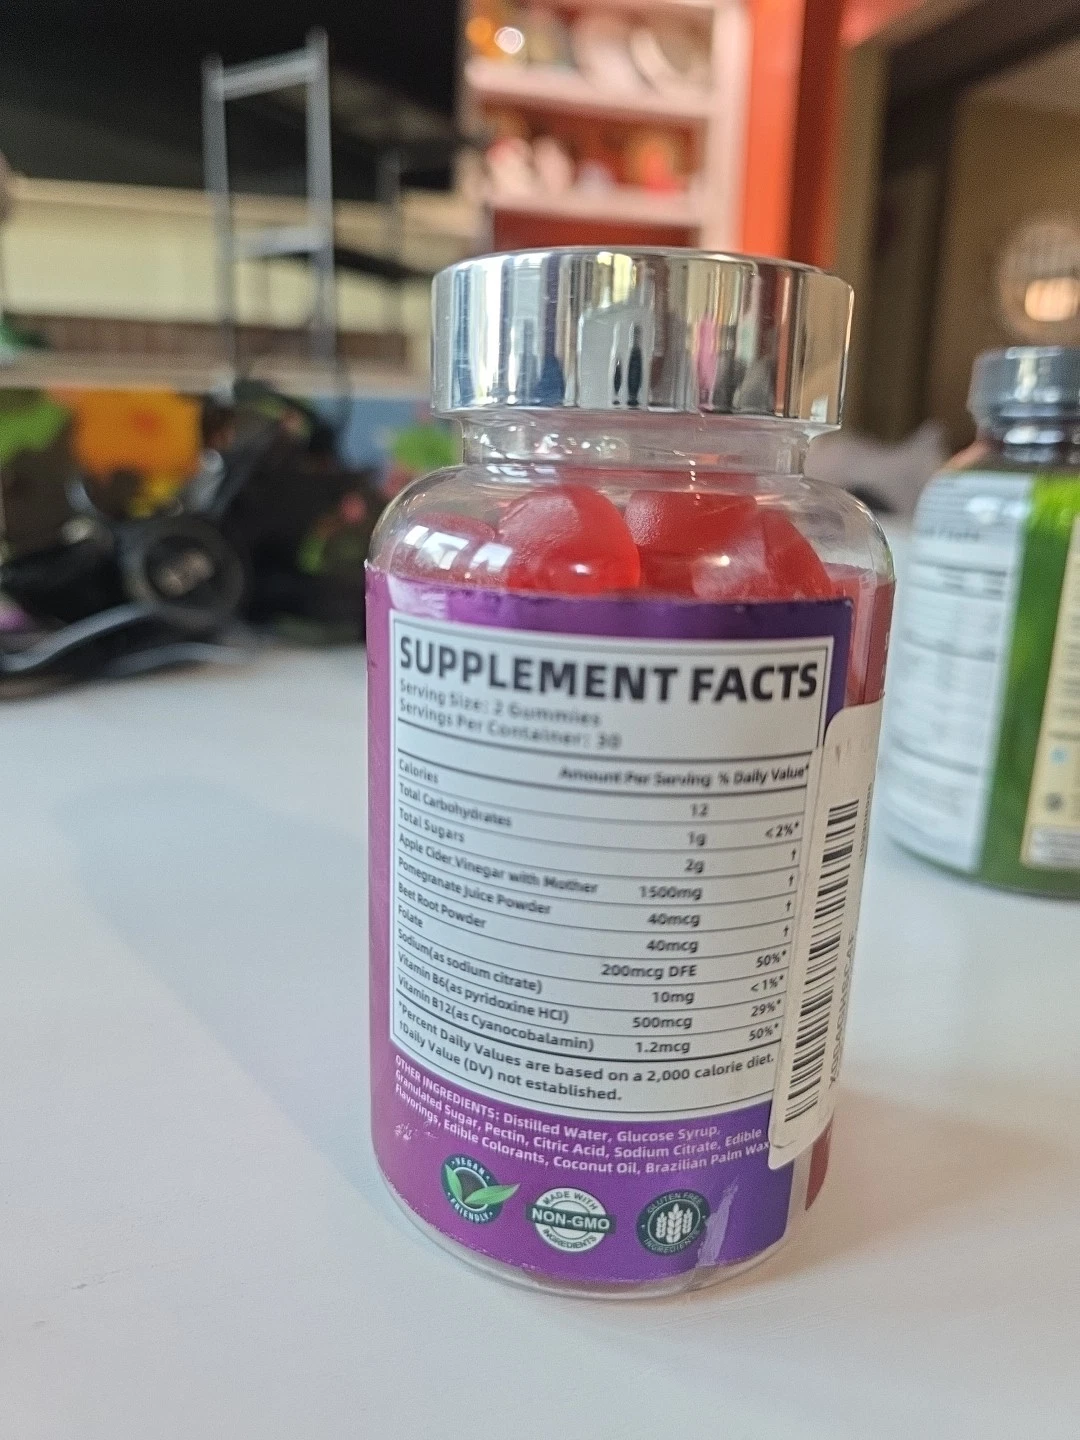 SUPPLEMENT FACTS
Serving Size: 2 Gummies
Servings Per Container: 30
Amount Per Serving % Daily Value*
Calories 12
Total Carbohydrates 1g <2%*
Total Sugars 2g †
Apple Cider Vinegar with Mother 1500mg †
Pomegranate Juice Powder 40mcg †
Beet Root Powder 40mcg †
Folate 200mcg DFE 50%*
Sodium(as sodium citrate) 10mg <1%*
Vitamin B6(as pyridoxine HCI) 500mcg 29%*
Vitamin B12(as Cyanocobalamin) 1.2mcg 50%*
*Percent Daily Values are based on a 2,000 calorie diet.
†Daily Value (DV) not established.
OTHER INGREDIENTS: Distilled Water, Glucose Syrup,
Granulated Sugar, Pectin, Citric Acid, Sodium Citrate, Edible
Flavorings, Edible Colorants, Coconut Oil, Brazilian Palm Wax
VEGAN
FRIENDLY
MADE WITH
NON-GMO
INGREDIENTS
GLUTEN FREE
INGREDIENTS